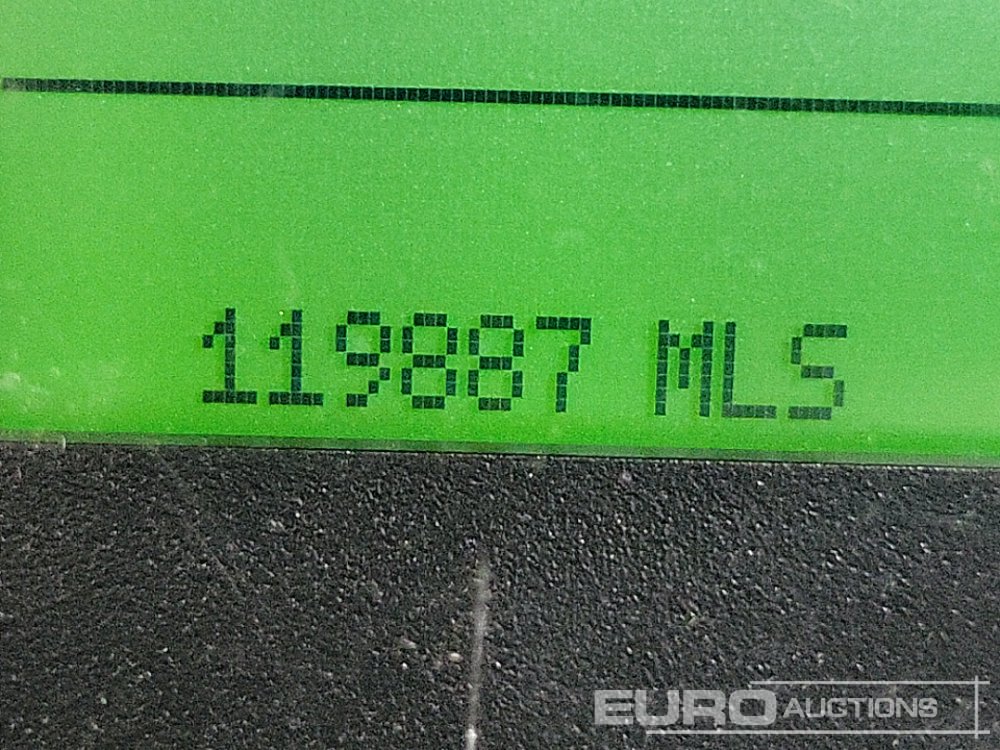 119887 MLS
EURO AUCTIONS